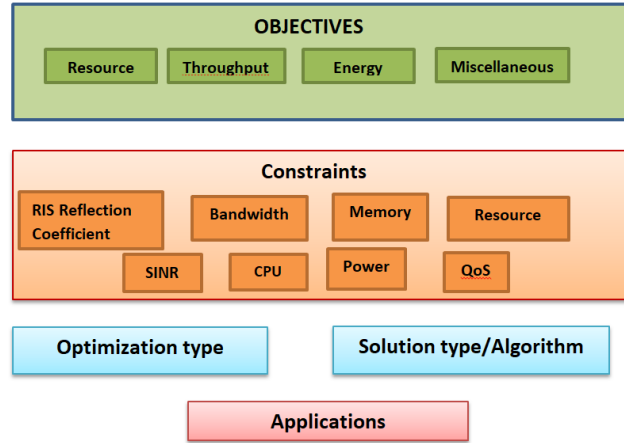 OBJECTIVES
Resource Throughput Energy Miscellaneous
Constraints
RIS Reflection
Coefficient
Bandwidth Memory Resource
SINR CPU Power QoS
Optimization type Solution type/Algorithm
Applications